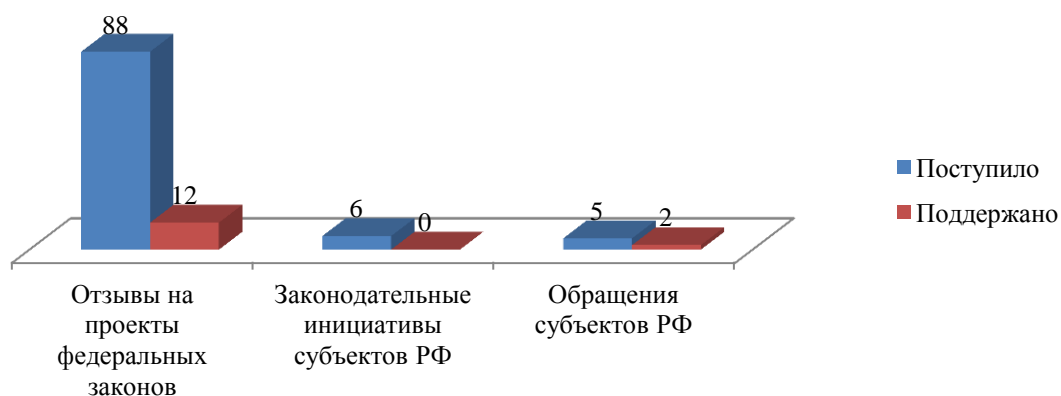 88
12
6
0
5
2
Поступило
Поддержано
Отзывы на
проекты
федеральных
законов
Законодательные
инициативы
субъектов РФ
Обращения
субъектов РФ